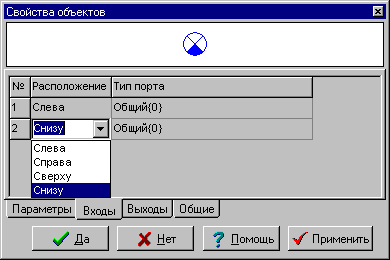 Свойства объектов
№ Расположение Тип порта
1 Слева Общий{0}
2 Снизу Общий{0}
Слева
Справа
Сверху
Снизу
Параметры Входы Выходы Общие
Да Нет Помощь Применить